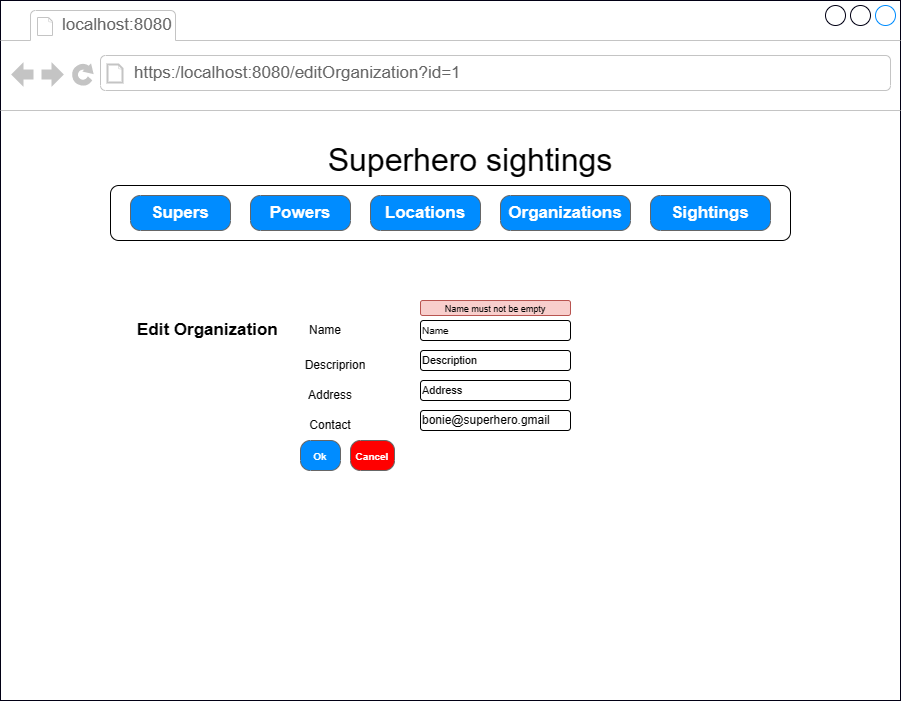 localhost:8080
https:/localhost:8080/editOrganization?id=1
Superhero sightings
Supers Powers Locations Organizations Sightings
Name must not be empty
Edit Organization Name Name
Descriprion Description
Address Address
Contact bonie@superhero.gmail
Ok Cancel